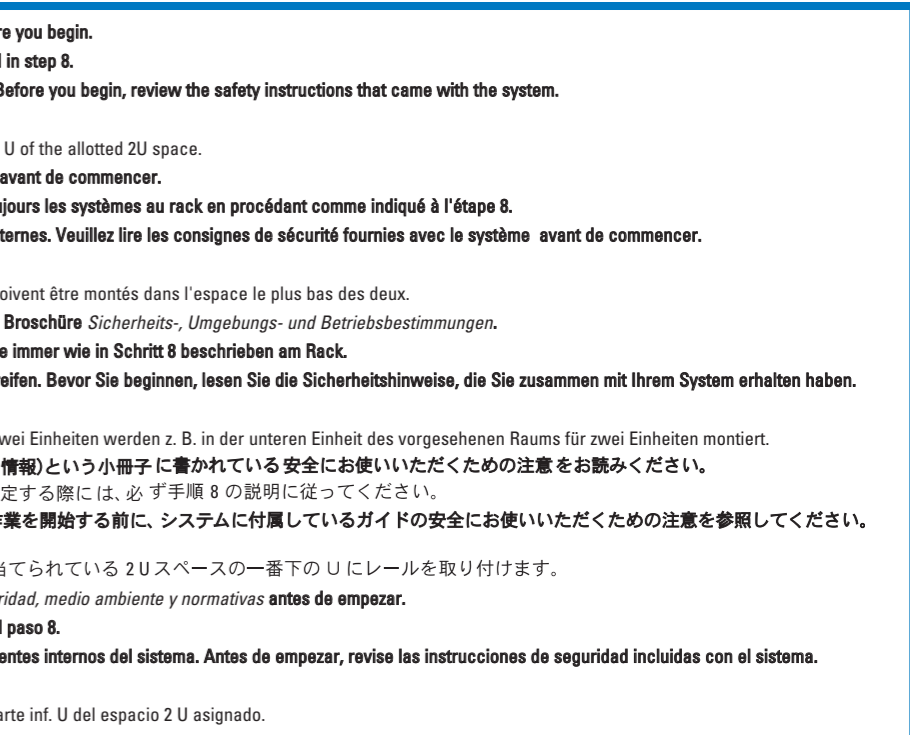 re you begin.
in step 8.
Before you begin, review the safety instructions that came with the system.
U of the allotted 2U space.
avant de commencer.
ujours les systèmes au rack en procédant comme indiqué à l'étape 8.
ternes. Veuillez lire les consignes de sécurité fournies avec le système avant de commencer.
oivent être montés dans l'espace le plus bas des deux.
Broschüre Sicherheits-, Umgebungs- und Betriebsbestimmungen.
e immer wie in Schritt 8 beschrieben am Rack.
reifen. Bevor Sie beginnen, lesen Sie die Sicherheitshinweise, die Sie zusammen mit Ihrem System erhalten haben.
wei Einheiten werden z. B. in der unteren Einheit des vorgesehenen Raums für zwei Einheiten montiert.
情報)という小冊子に書かれている安全にお使いいただくための注意をお読みください。
定する際には、必ず手順 8 の説明に従ってください。
作業を開始する前に、システムに付属しているガイドの安全にお使いいただくための注意を参照してください。
当てられている 2 U スペースの一番下の U にレールを取り付けます。
ridad, medio ambiente y normativas antes de empezar.
l paso 8.
entes internos del sistema. Antes de empezar, revise las instrucciones de seguridad incluidas con el sistema.
arte inf. U del espacio 2 U asignado.